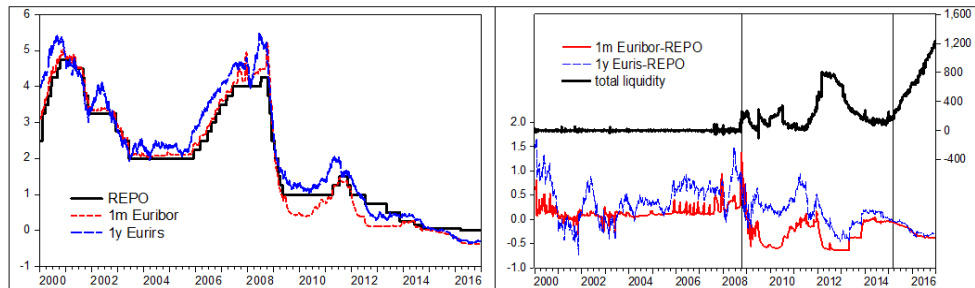 6
5
4
3
2
1
0
-1
REPO
1m Euribor
1y Eurirs
2000 2002 2004 2006 2008 2010 2012 2014 2016
1,600
1,200
800
400
0
-400
1m Euribor-REPO
1y Euris-REPO
total liquidity
2.0
1.5
1.0
0.5
0.0
-0.5
-1.0
2000 2002 2004 2006 2008 2010 2012 2014 2016